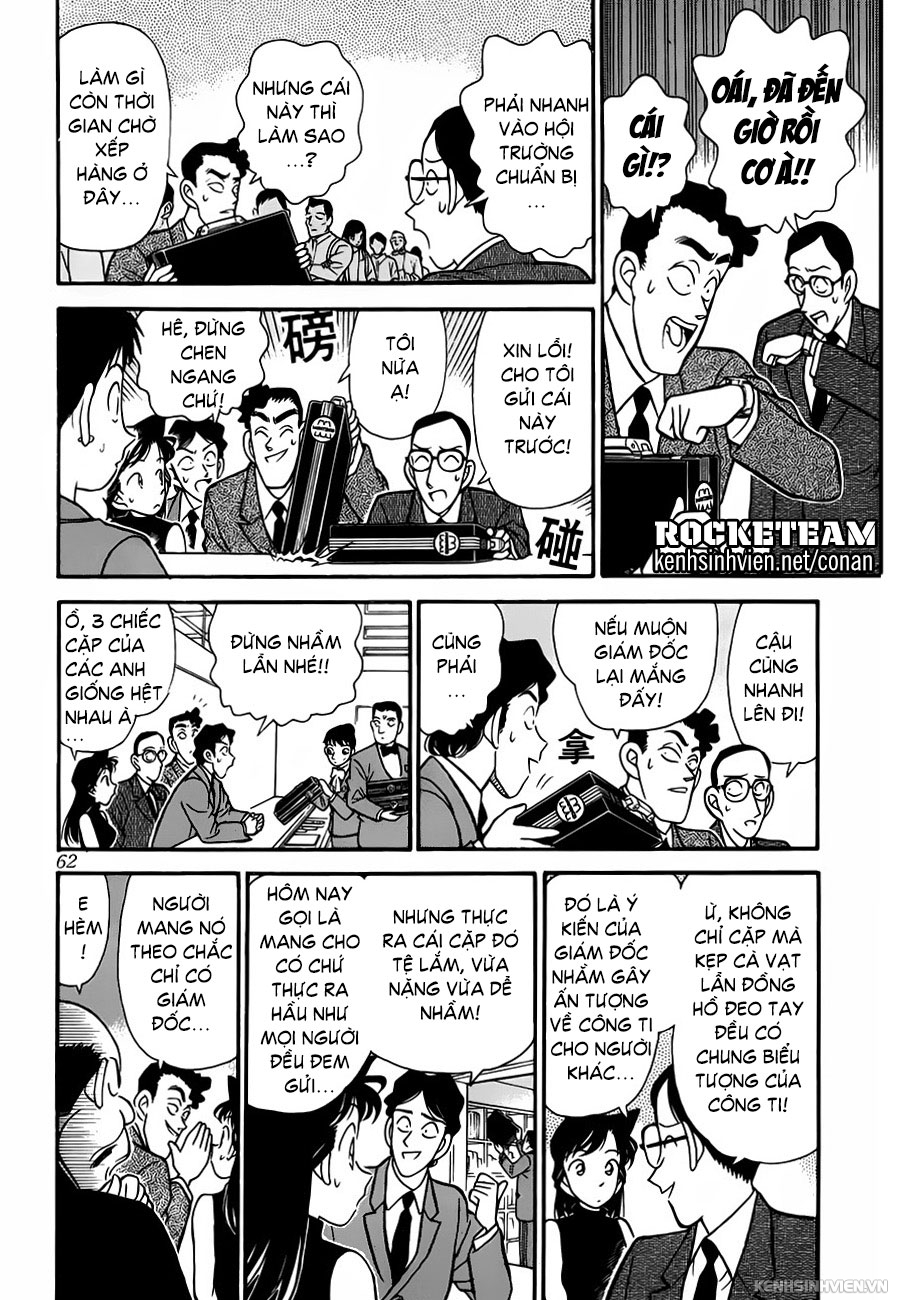 OÁI, ĐÃ ĐẾN
GIỜ RỒI
CƠ À!!
CÁI
GÌ!?
PHẢI NHANH
VÀO HỘI
TRƯỜNG
CHUẨN BỊ
...
NHƯNG CÁI
NÀY THÌ
LÀM SAO
...?
LÀM GÌ
CÒN THỜI
GIAN CHỜ
XẾP
HÀNG Ở
ĐÂY...
XIN LỖI!
CHO TÔI
GỬI CÁI
NÀY
TRƯỚC!
TÔI
NỮA
Ạ!
磅
HÊ, ĐỪNG
CHEN
NGANG
CHỨ!
碰
ROCKETEAM
kenhsinhvien.net/conan
CẬU
CŨNG
NHANH
LÊN ĐI!
NẾU MUỐN
GIÁM ĐỐC
LẠI MẮNG
ĐẤY!
CŨNG
PHẢI
...
拿
ĐỪNG NHẦM
LẪN NHÉ!!
Ồ, 3 CHIẾC
CẶP CỦA
CÁC ANH
GIỐNG HỆT
NHAU À
...
62
Ừ, KHÔNG
CHỈ CẶP MÀ
KẸP CÀ VẠT
LẪN ĐỒNG
HỒ ĐEO TAY
ĐỀU CÓ
CHUNG BIỂU
TƯỢNG CỦA
CÔNG TI!
ĐÓ LÀ Ý
KIẾN CỦA
GIÁM ĐỐC
NHẰM GÂY
ẤN TƯỢNG
VỀ CÔNG TI
CHO NGƯỜI
KHÁC...
NHƯNG THỰC
RA CÁI CẶP ĐÓ
TỆ LẮM, VỪA
NẶNG VỪA DỄ
NHẦM!
HÔM NAY
GỌI LÀ
MANG CHO
CÓ CHỨ
THỰC RA
HẦU NHƯ
MỌI NGƯỜI
ĐỀU ĐEM
GỬI...
NGƯỜI
MANG NÓ
THEO CHẮC
CHỈ CÓ
GIÁM
ĐỐC...
E
HÈM
!
KENHSINHVIEN.VN